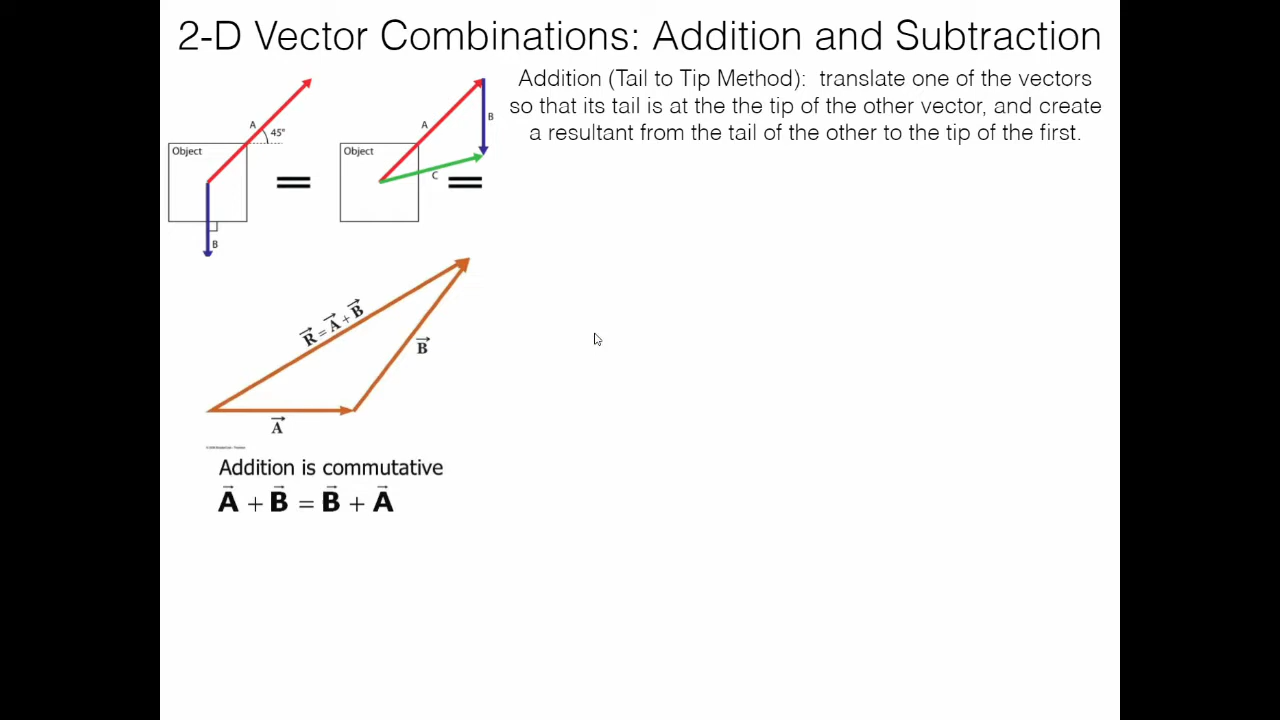 2-D Vector Combinations: Addition and Subtraction
Addition (Tail to Tip Method): translate one of the vectors
so that its tail is at the the tip of the other vector, and create
a resultant from the tail of the other to the tip of the first.
A
45°
Object
B
=
A
B
Object
C
=
R⃗ = A⃗ + B⃗
B⃗
A⃗
Addition is commutative
A⃗ + B⃗ = B⃗ + A⃗